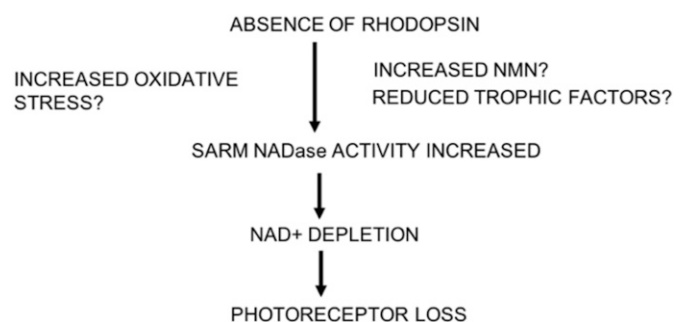 ABSENCE OF RHODOPSIN
INCREASED OXIDATIVE
STRESS?
INCREASED NMN?
REDUCED TROPHIC FACTORS?
SARM NADase ACTIVITY INCREASED
NAD+ DEPLETION
PHOTORECEPTOR LOSS